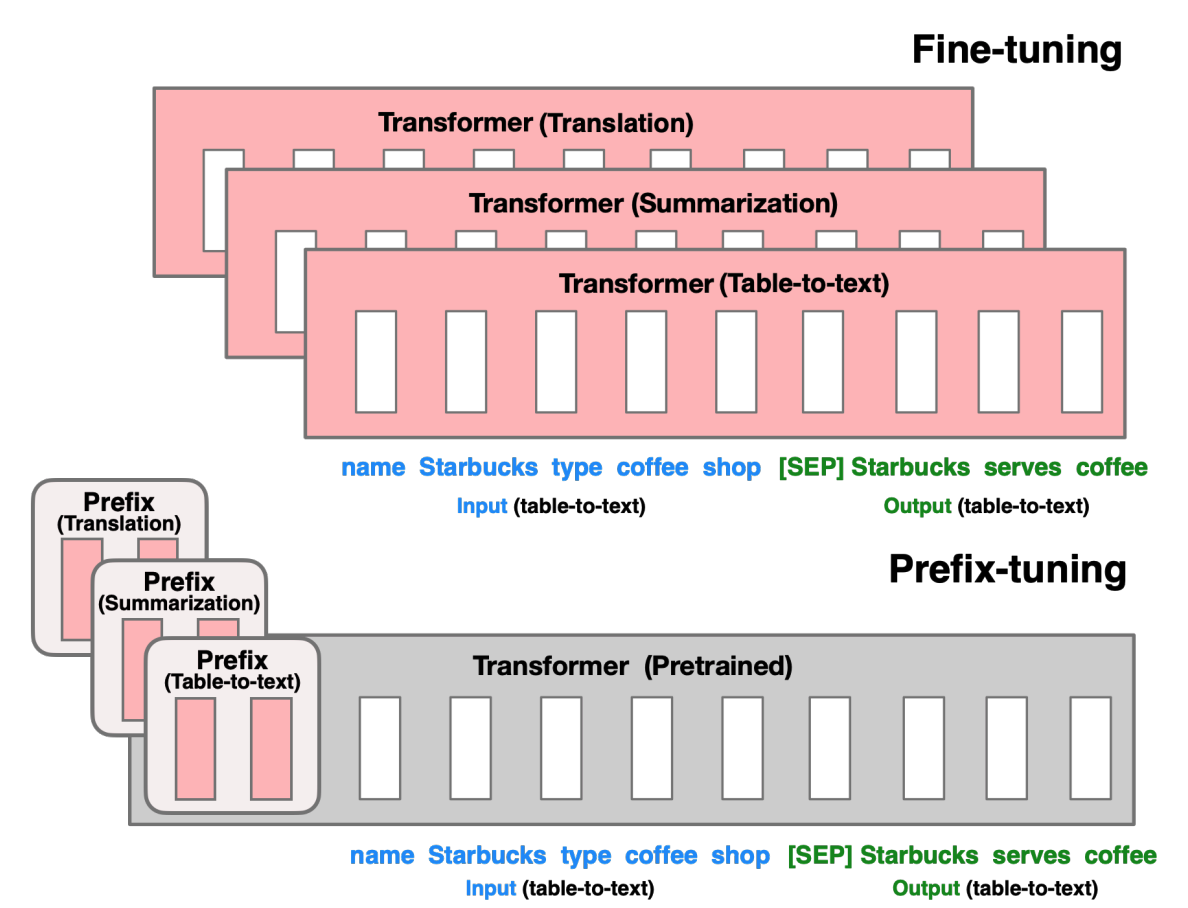 Fine-tuning
Transformer (Translation)
Transformer (Summarization)
Transformer (Table-to-text)
name Starbucks type coffee shop [SEP] Starbucks serves coffee
Input (table-to-text) Output (table-to-text)
Prefix-tuning
Prefix
(Translation)
Prefix
(Summarization)
Prefix
(Table-to-text)
Transformer (Pretrained)
name Starbucks type coffee shop [SEP] Starbucks serves coffee
Input (table-to-text) Output (table-to-text)